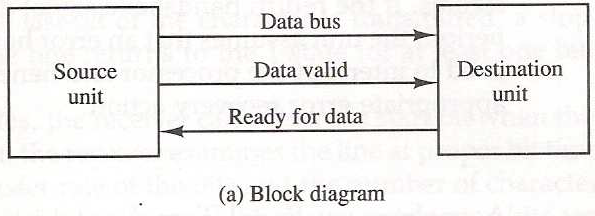 Data bus
Source unit
Data valid
Destination unit
Ready for data
(a) Block diagram